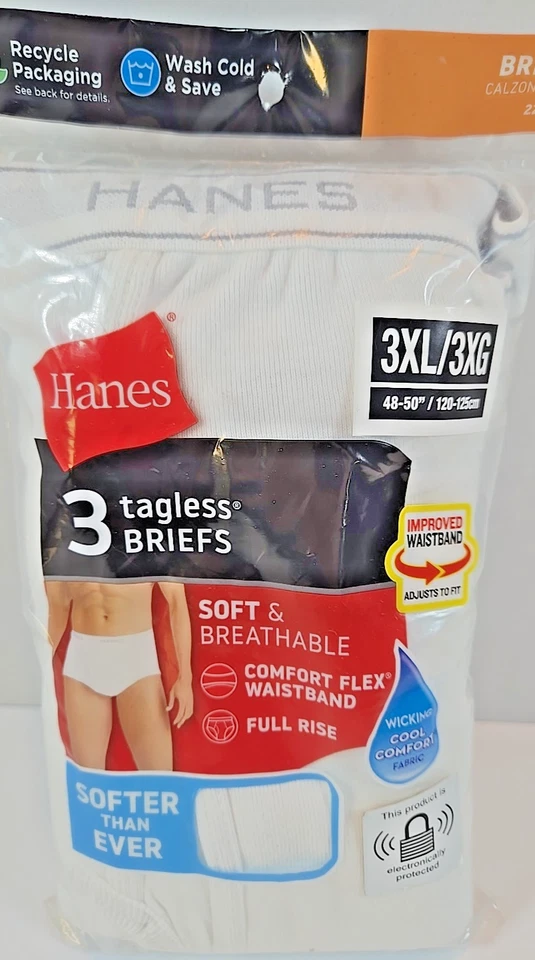 Recycle
Packaging
See back for details.
Wash Cold
& Save
HANES
Hanes
®
3XL/3XG
48-50" / 120-125cm
3 tagless®
BRIEFS
IMPROVED
WAISTBAND
ADJUSTS TO FIT
SOFT &
BREATHABLE
COMFORT FLEX®
WAISTBAND
FULL RISE
WICKING
COOL
COMFORT
FABRIC
SOFTER
THAN
EVER
This product is
electronically
protected